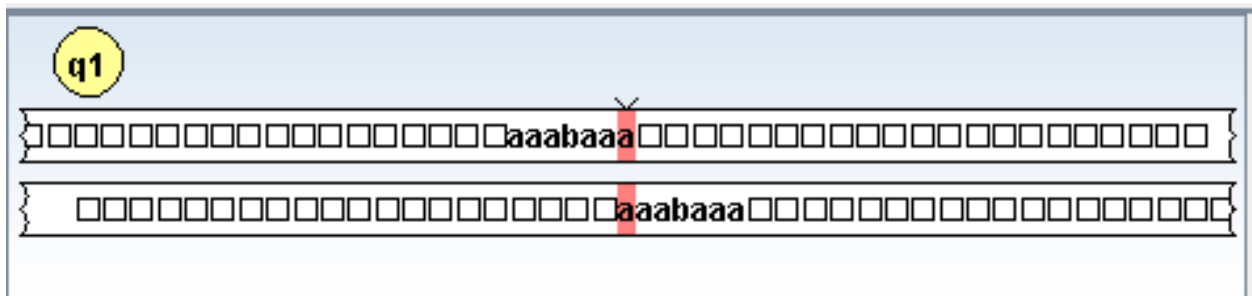 q1
□□□□□□□□□□□□□□□□□□aaabaaa□□□□□□□□□□□□□□□□□□□□□
□□□□□□□□□□□□□□□□□□□□aaabaaa□□□□□□□□□□□□□□□□□□